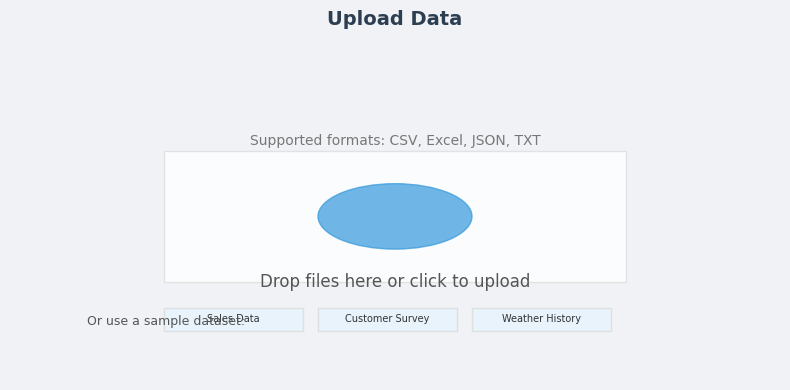 Upload Data
Supported formats: CSV, Excel, JSON, TXT
Drop files here or click to upload
Or use a sample dataset:
Sales Data
Customer Survey
Weather History